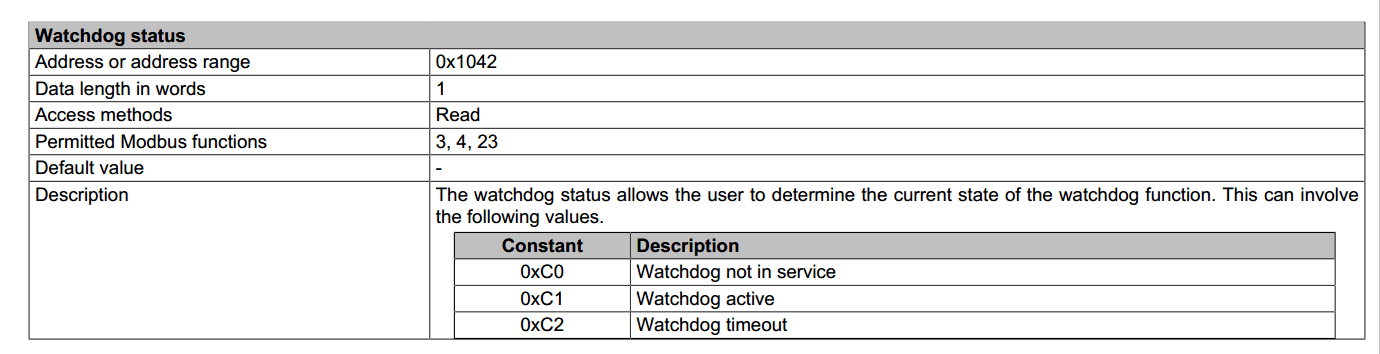 Watchdog status
Address or address range 0x1042
Data length in words 1
Access methods Read
Permitted Modbus functions 3, 4, 23
Default value -
Description The watchdog status allows the user to determine the current state of the watchdog function. This can involve
the following values.
Constant Description
0xC0 Watchdog not in service
0xC1 Watchdog active
0xC2 Watchdog timeout